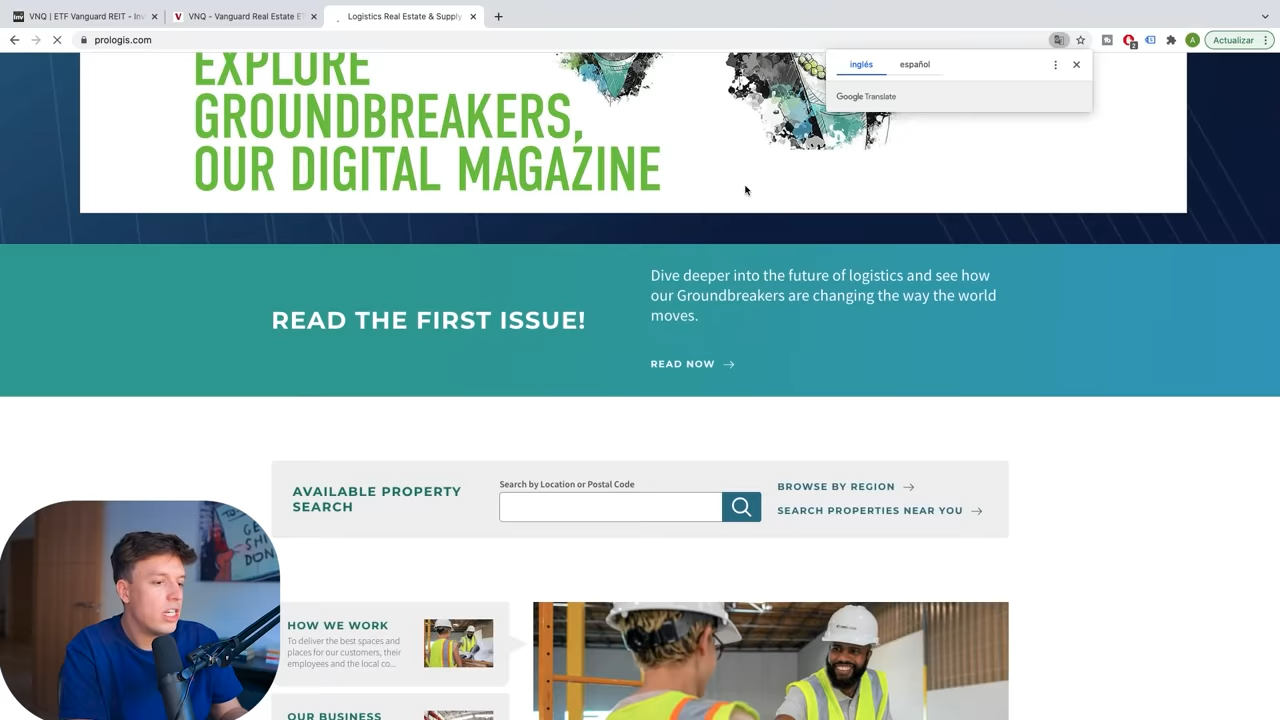 VNQ | ETF Vanguard REIT - Inv
VNQ - Vanguard Real Estate ET
Logistics Real Estate & Supply
prologis.com
Actualizar
inglés
español
Google Translate
EXPLORE
GROUNDBREAKERS,
OUR DIGITAL MAGAZINE
READ THE FIRST ISSUE!
Dive deeper into the future of logistics and see how
our Groundbreakers are changing the way the world
moves.
READ NOW
AVAILABLE PROPERTY
SEARCH
Search by Location or Postal Code
BROWSE BY REGION
SEARCH PROPERTIES NEAR YOU
HOW WE WORK
To deliver the best spaces and
places for our customers, their
employees and the local co...
OUR BUSINESS